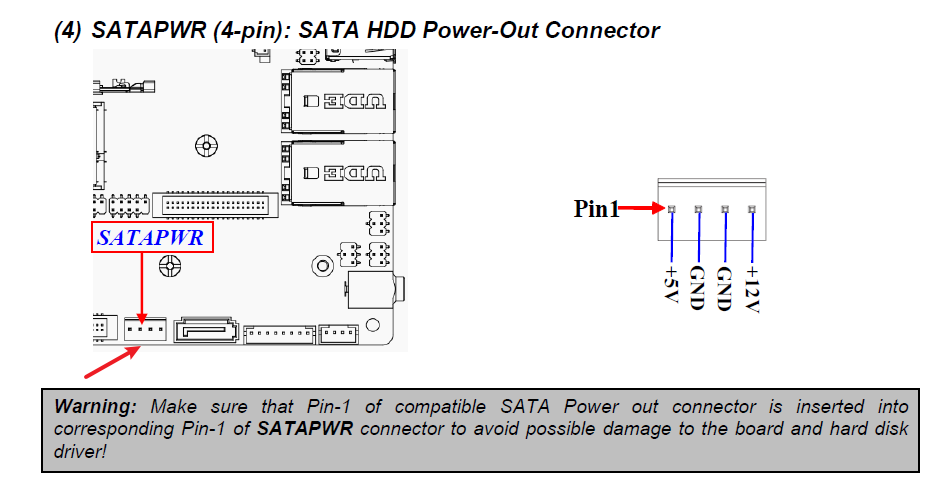 (4) SATAPWR (4-pin): SATA HDD Power-Out Connector
UDE
UDE
SATAPWR
Pin1
+5V
GND
GND
+12V
Warning: Make sure that Pin-1 of compatible SATA Power out connector is inserted into
corresponding Pin-1 of SATAPWR connector to avoid possible damage to the board and hard disk
driver!